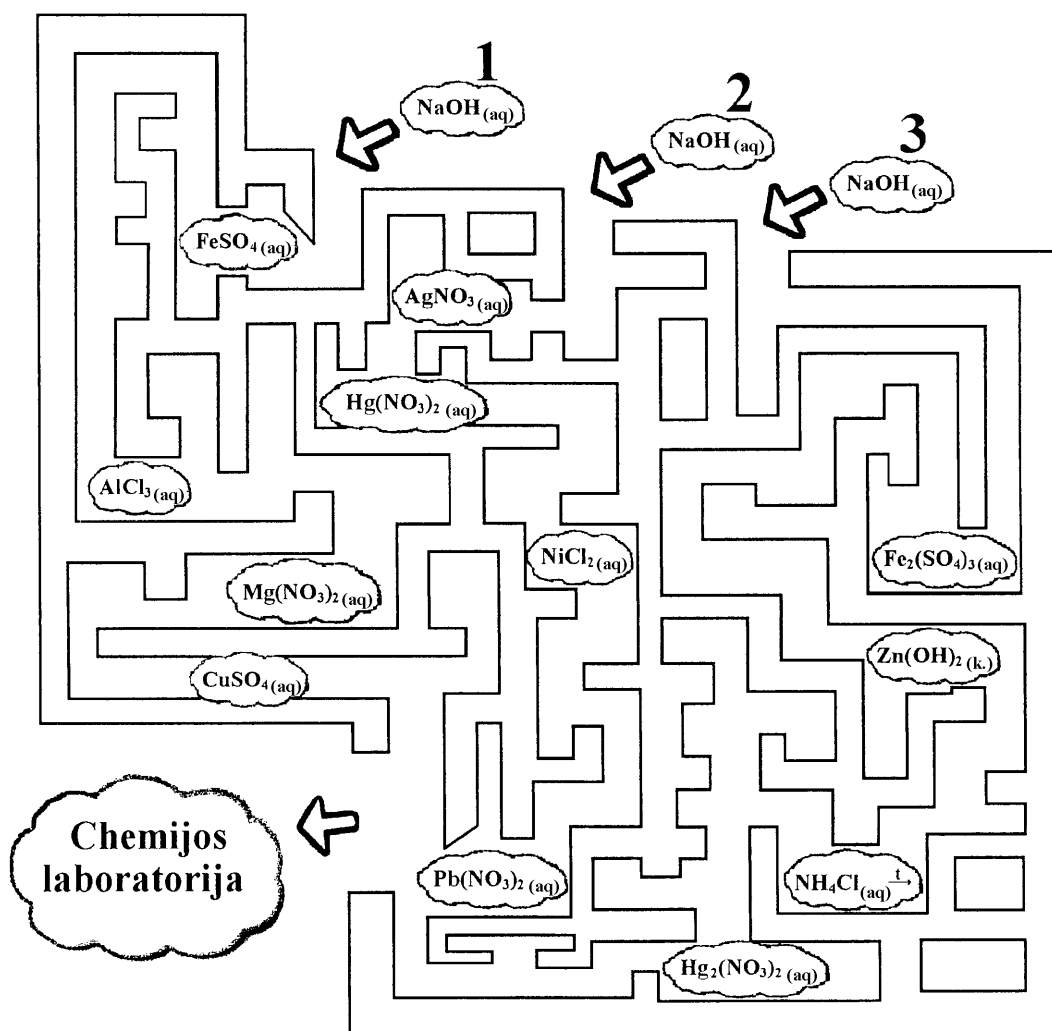 1
NaOH (aq)
2
NaOH (aq)
3
NaOH (aq)
FeSO₄ (aq)
AgNO₃ (aq)
Hg(NO₃)₂ (aq)
AlCl₃ (aq)
NiCl₂ (aq)
Fe₂(SO₄)₃ (aq)
Mg(NO₃)₂ (aq)
CuSO₄ (aq)
Zn(OH)₂ (k.)
Chemijos
laboratorija
Pb(NO₃)₂ (aq)
NH₄Cl (aq) t→
Hg₂(NO₃)₂ (aq)